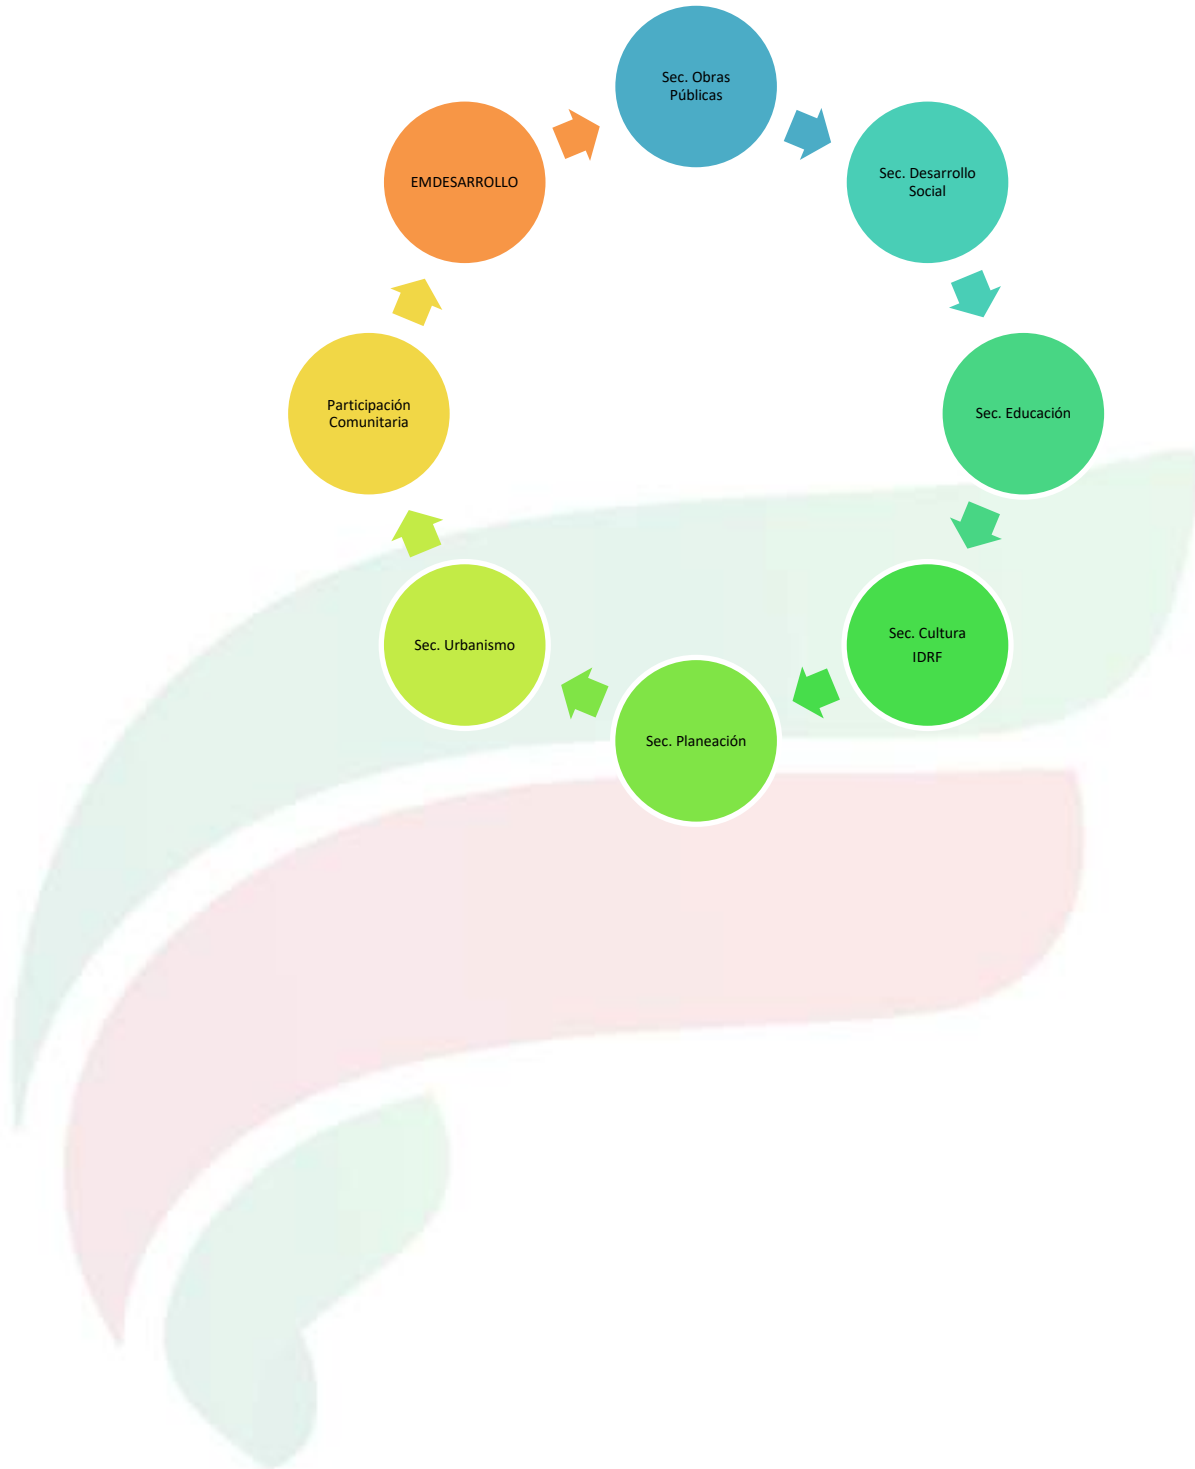 Sec. Obras
Públicas
Sec. Desarrollo
Social
Sec. Educación
Sec. Cultura
IDRF
Sec. Planeación
Sec. Urbanismo
Participación
Comunitaria
EMDESARROLLO